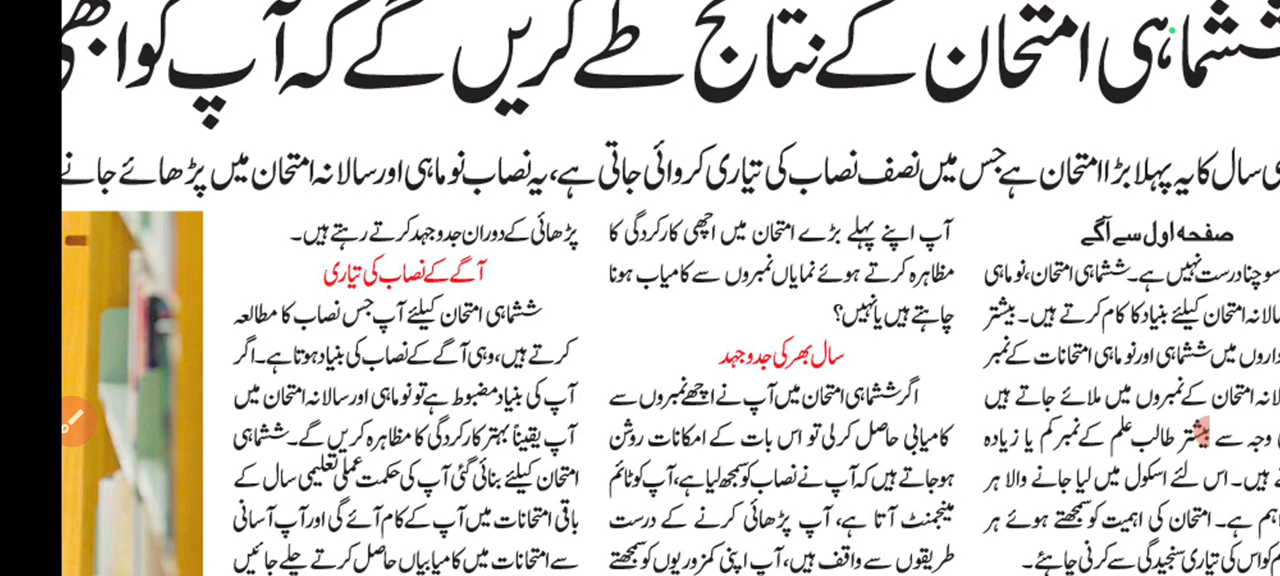 ششماہی امتحان کے نتائج طے کریں گے کہ آپ کو ابھی
سال کا یہ پہلا بڑا امتحان ہے جس میں نصف نصاب کی تیاری کروائی جاتی ہے، یہ نصاب نوماہی اور سالانہ امتحان میں پڑھائے جانے
صفحہ اول سے آگے
سوچنا درست نہیں ہے۔ ششماہی امتحان، نوماہی
امتحان کیلئے بنیاد کا کام کرتے ہیں۔ بیشتر
میں ششماہی اور نوماہی امتحانات کے نمبر
امتحان کے نمبروں میں ملائے جاتے ہیں
وجہ سے بیشتر طالب علم کے نمبر کم یا زیادہ
ہیں۔ اس لئے اسکول میں لیا جانے والا ہر
اہم ہے۔ امتحان کی اہمیت کو سمجھتے ہوئے ہر
کو اس کی تیاری سنجیدگی سے کرنی چاہئے۔
آپ اپنے پہلے بڑے امتحان میں اچھی کارکردگی کا
مظاہرہ کرتے ہوئے نمایاں نمبروں سے کامیاب ہونا
چاہتے ہیں یا نہیں؟
سال بھر کی جدوجہد
اگر ششماہی امتحان میں آپ نے اچھے نمبروں سے
کامیابی حاصل کرلی تو اس بات کے امکانات روشن
ہوجاتے ہیں کہ آپ نے نصاب کو سمجھ لیا ہے، آپ کو ٹائم
مینجمنٹ آتا ہے، آپ پڑھائی کرنے کے درست
طریقوں سے واقف ہیں، آپ اپنی کمزوریوں کو سمجھتے
پڑھائی کے دوران جدوجہد کرتے رہتے ہیں۔
آگے کے نصاب کی تیاری
ششماہی امتحان کیلئے آپ جس نصاب کا مطالعہ
کرتے ہیں، وہی آگے کے نصاب کی بنیاد ہوتا ہے۔ اگر
آپ کی بنیاد مضبوط ہے تو نوماہی اور سالانہ امتحان میں
آپ یقیناً بہتر کارکردگی کا مظاہرہ کریں گے۔ ششماہی
امتحان کیلئے بنائی گئی آپ کی حکمت عملی تعلیمی سال کے
باقی امتحانات میں آپ کے کام آئے گی اور آپ آسانی
سے امتحانات میں کامیابیاں حاصل کرتے چلے جائیں